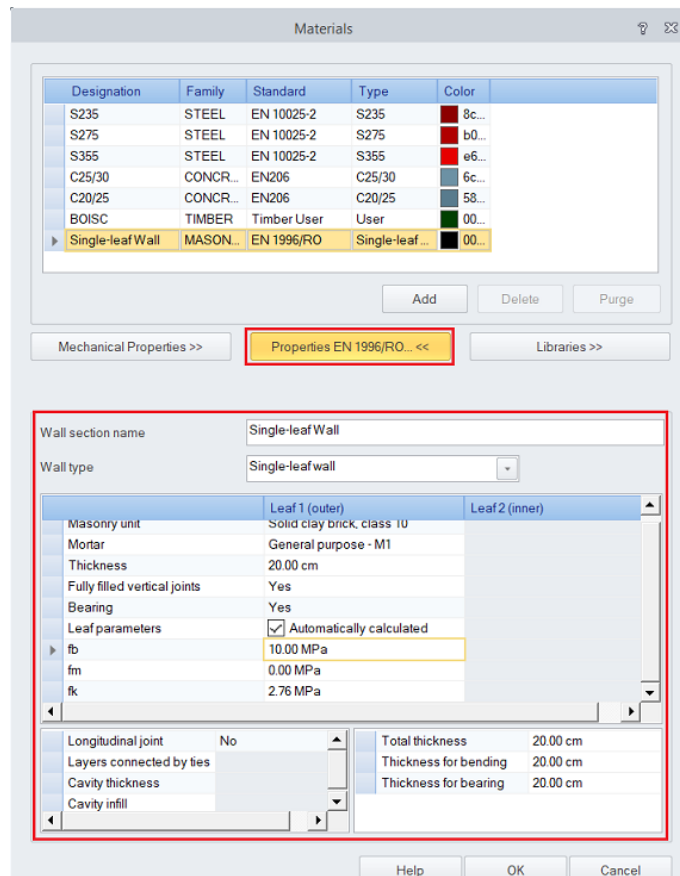 Materials
Designation Family Standard Type Color
S235 STEEL EN 10025-2 S235 8c...
S275 STEEL EN 10025-2 S275 b0...
S355 STEEL EN 10025-2 S355 e6...
C25/30 CONCR... EN206 C25/30 6c...
C20/25 CONCR... EN206 C20/25 58...
BOISC TIMBER Timber User User 00...
Single-leaf Wall MASON... EN 1996/RO Single-leaf ... 00...
Add Delete Purge
Mechanical Properties >> Properties EN 1996/RO... << Libraries >>
Wall section name Single-leaf Wall
Wall type Single-leaf wall
Leaf 1 (outer) Leaf 2 (inner)
Masonry unit Solid clay brick, class 10
Mortar General purpose - M1
Thickness 20.00 cm
Fully filled vertical joints Yes
Bearing Yes
Leaf parameters Automatically calculated
fb 10.00 MPa
fm 0.00 MPa
fk 2.76 MPa
Longitudinal joint No Total thickness 20.00 cm
Layers connected by ties Thickness for bending 20.00 cm
Cavity thickness Thickness for bearing 20.00 cm
Cavity infill
Help OK Cancel